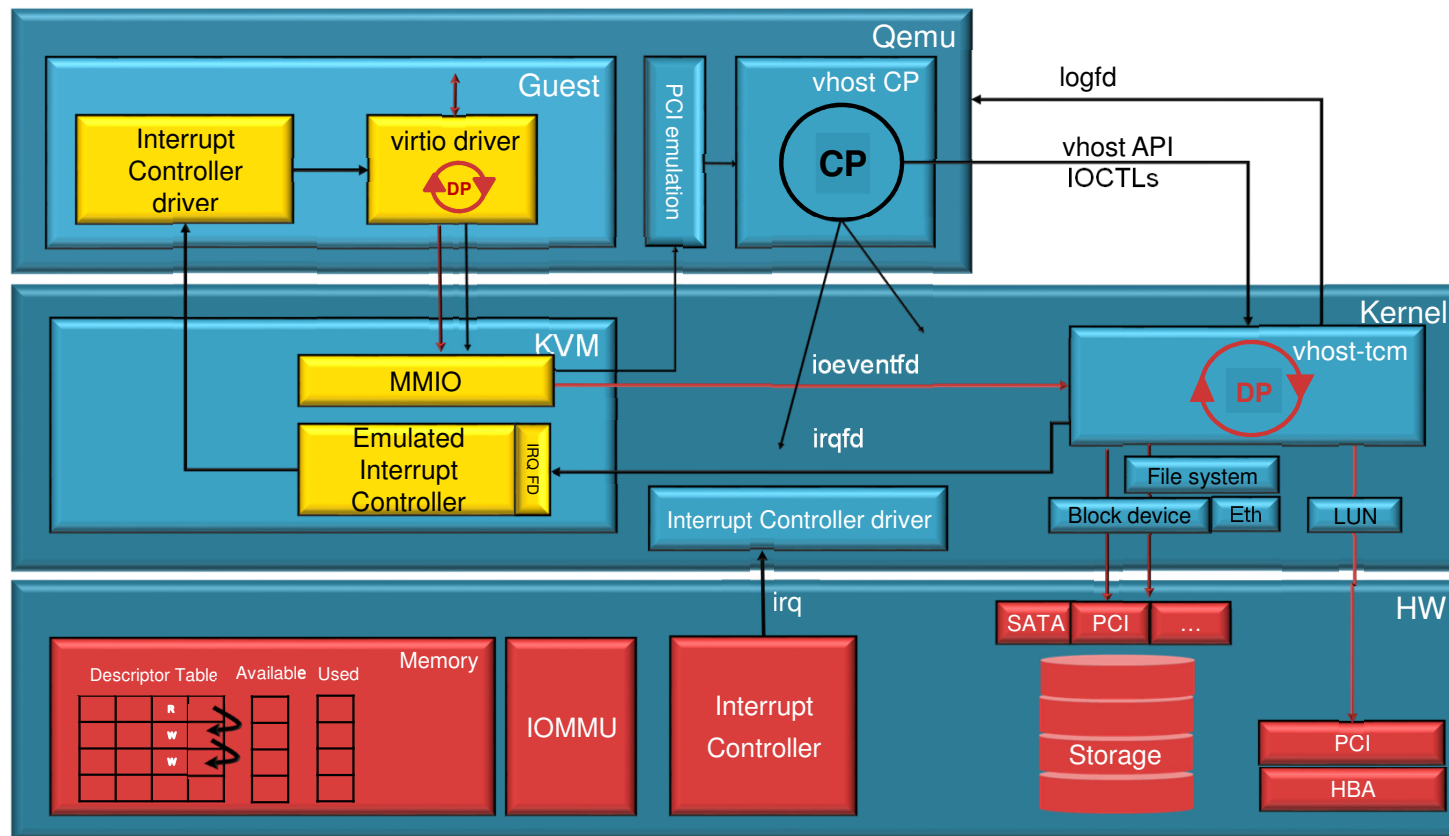 Qemu
Guest
Interrupt
Controller
driver
virtio driver
DP
PCI emulation
vhost CP
CP
logfd
vhost API
IOCTLs
Kernel
KVM
MMIO
Emulated
Interrupt
Controller
IRQ FD
ioeventfd
irqfd
vhost-tcm
DP
File system
Block device
Eth
LUN
Interrupt Controller driver
irq
HW
Memory
Descriptor Table
Available
Used
R
W
W
IOMMU
Interrupt
Controller
SATA
PCI
...
Storage
PCI
HBA